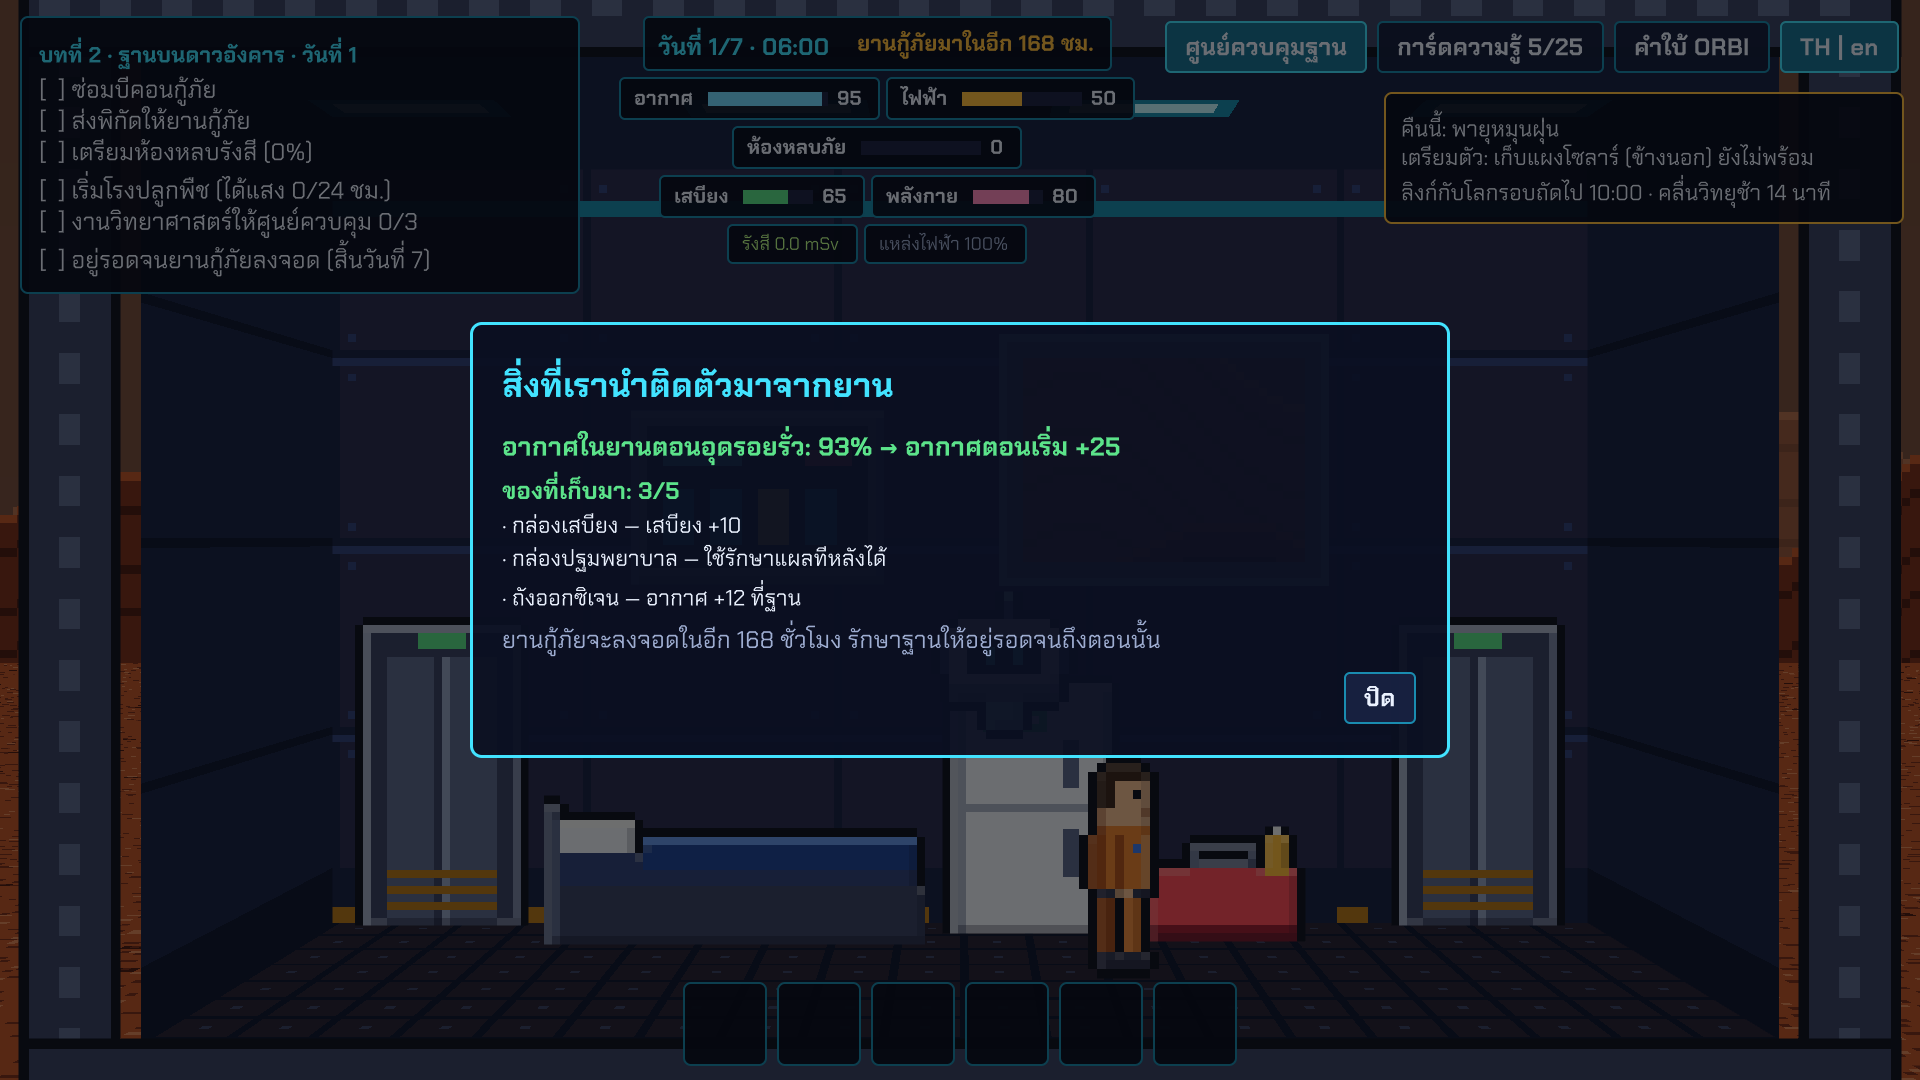 บทที่ 2 · ฐานบนดาวอังคาร · วันที่ 1
[ ] ซ่อมบีคอนกู้ภัย
[ ] ส่งพิกัดให้ยานกู้ภัย
[ ] เตรียมห้องหลบรังสี (0%)
[ ] เริ่มโรงปลูกพืช (ได้แสง 0/24 ชม.)
[ ] งานวิทยาศาสตร์ให้ศูนย์ควบคุม 0/3
[ ] อยู่รอดจนยานกู้ภัยลงจอด (สิ้นวันที่ 7)
วันที่ 1/7 · 06:00 ยานกู้ภัยมาในอีก 168 ชม.
อากาศ 95 ไฟฟ้า 50
ห้องหลบภัย 0
เสบียง 65 พลังกาย 80
รังสี 0.0 mSv แหล่งไฟฟ้า 100%
ศูนย์ควบคุมฐาน การ์ดความรู้ 5/25 คำใบ้ ORBI TH | en
คืนนี้: พายุหมุนฝุ่น
เตรียมตัว: เก็บแผงโซลาร์ (ข้างนอก) ยังไม่พร้อม
ลิงก์กับโลกรอบถัดไป 10:00 · คลื่นวิทยุช้า 14 นาที
สิ่งที่เรานำติดตัวมาจากยาน
อากาศในยานตอนอุดรอยรั่ว: 93% → อากาศตอนเริ่ม +25
ของที่เก็บมา: 3/5
· กล่องเสบียง — เสบียง +10
· กล่องปฐมพยาบาล — ใช้รักษาแผลทีหลังได้
· ถังออกซิเจน — อากาศ +12 ที่ฐาน
ยานกู้ภัยจะลงจอดในอีก 168 ชั่วโมง รักษาฐานให้อยู่รอดจนถึงตอนนั้น
ปิด